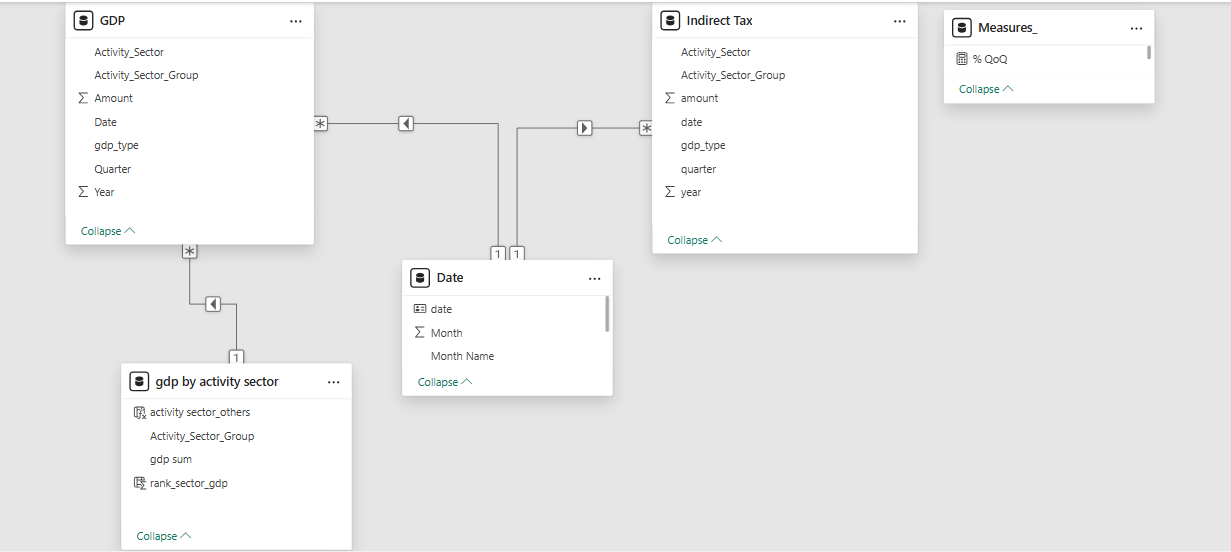 GDP
Activity_Sector
Activity_Sector_Group
Amount
Date
gdp_type
Quarter
Year
Collapse
Indirect Tax
Activity_Sector
Activity_Sector_Group
amount
date
gdp_type
quarter
year
Collapse
Measures_
% QoQ
Collapse
*
*
*
1
1
1
Date
date
Month
Month Name
Collapse
gdp by activity sector
activity sector_others
Activity_Sector_Group
gdp sum
rank_sector_gdp
Collapse